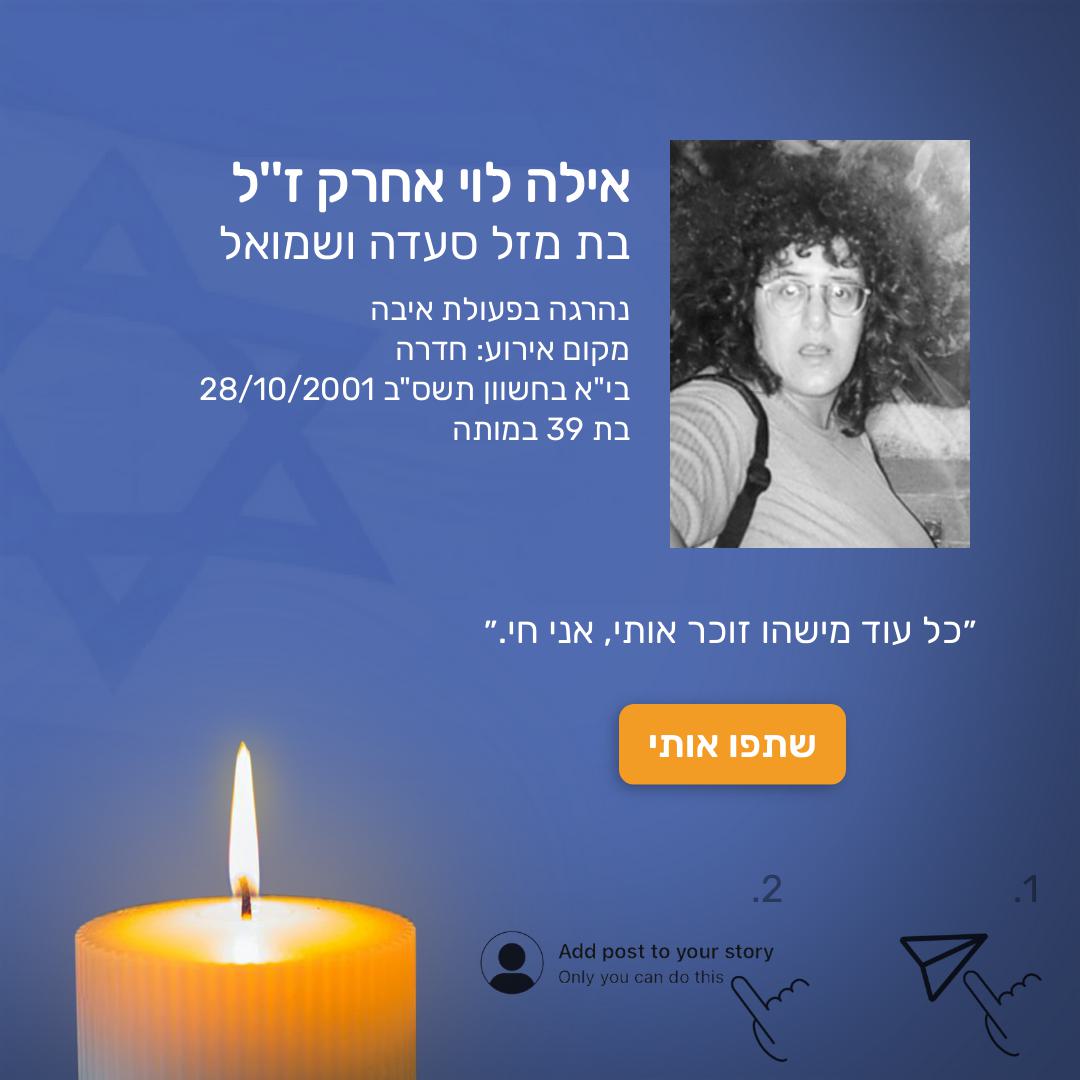 אילה לוי אחרק ז"ל
בת מזל סעדה ושמואל
נהרגה בפעולת איבה
מקום אירוע: חדרה
בי"א בחשוון תשס"ב 28/10/2001
בת 39 במותה
״כל עוד מישהו זוכר אותי, אני חי.״
שתפו אותי
1.
2.
Add post to your story
Only you can do this